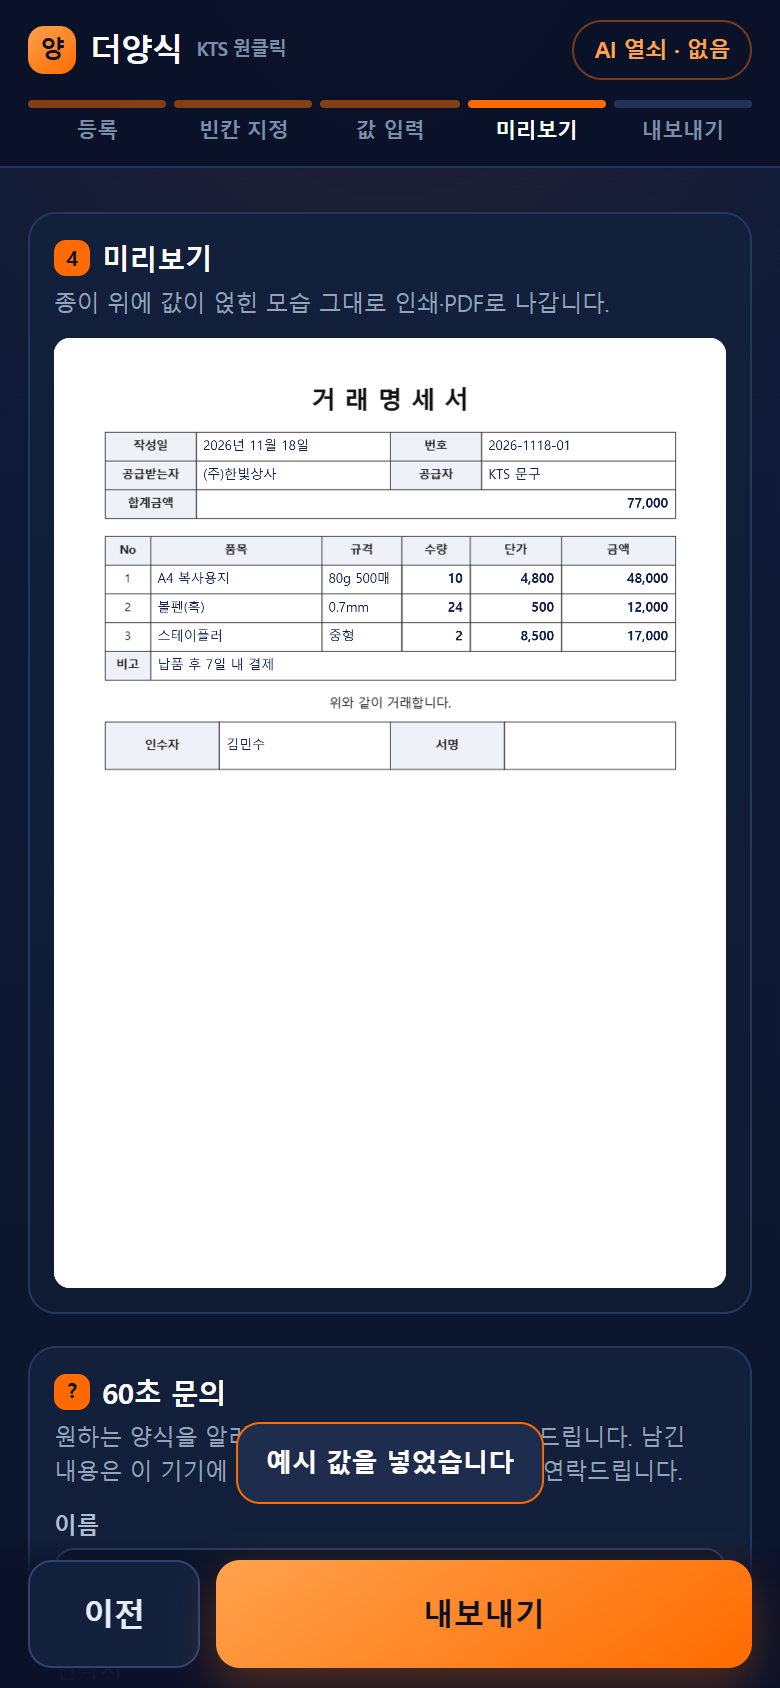 양 더양식 KTS 원클릭 AI 열쇠 · 없음
등록 빈칸 지정 값 입력 미리보기 내보내기
4 미리보기
종이 위에 값이 얹힌 모습 그대로 인쇄·PDF로 나갑니다.
거 래 명 세 서
작성일 2026년 11월 18일 번호 2026-1118-01
공급받는자 (주)한빛상사 공급자 KTS 문구
합계금액 77,000
No 품목 규격 수량 단가 금액
1 A4 복사용지 80g 500매 10 4,800 48,000
2 볼펜(흑) 0.7mm 24 500 12,000
3 스테이플러 중형 2 8,500 17,000
비고 납품 후 7일 내 결제
위와 같이 거래합니다.
인수자 김민수 서명
? 60초 문의
원하는 양식을 드립니다. 남긴
내용은 이 기기에 연락드립니다.
예시 값을 넣었습니다
이름
이전 내보내기